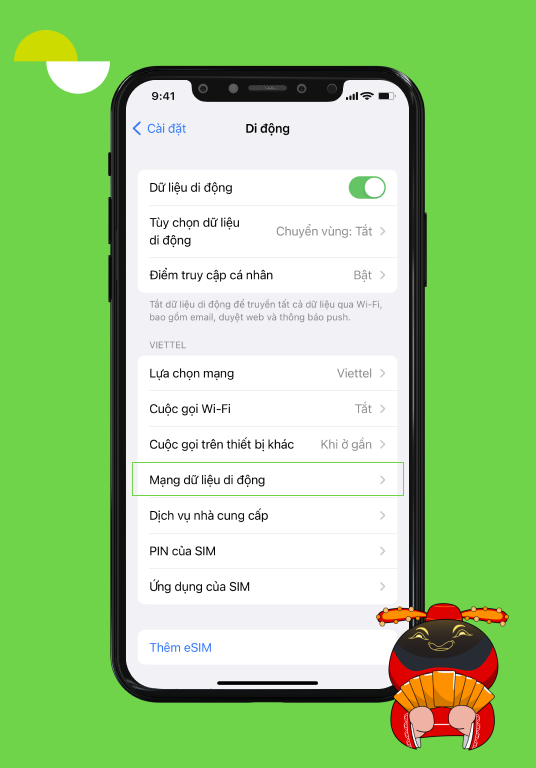 9:41
Cài đặt
Di động
Dữ liệu di động
Tùy chọn dữ liệu
di động
Chuyển vùng: Tắt
Điểm truy cập cá nhân
Bật
Tắt dữ liệu di động để truyền tất cả dữ liệu qua Wi-Fi,
bao gồm email, duyệt web và thông báo push.
VIETTEL
Lựa chọn mạng
Viettel
Cuộc gọi Wi-Fi
Tắt
Cuộc gọi trên thiết bị khác
Khi ở gần
Mạng dữ liệu di động
Dịch vụ nhà cung cấp
PIN của SIM
Ứng dụng của SIM
Thêm eSIM